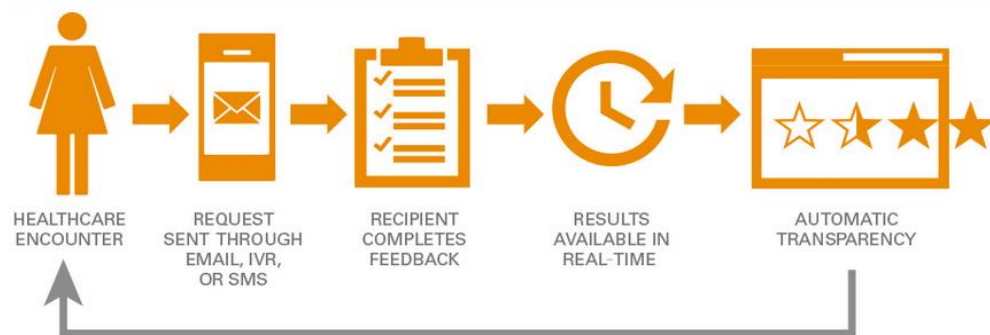 HEALTHCARE
ENCOUNTER
REQUEST
SENT THROUGH
EMAIL, IVR,
OR SMS
RECIPIENT
COMPLETES
FEEDBACK
RESULTS
AVAILABLE IN
REAL-TIME
AUTOMATIC
TRANSPARENCY